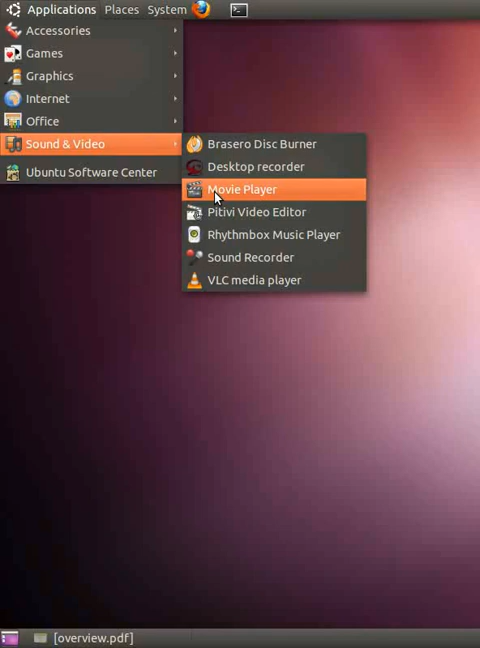 Applications Places System
Accessories
Games
Graphics
Internet
Office
Sound & Video
Ubuntu Software Center
Brasero Disc Burner
Desktop recorder
Movie Player
Pitivi Video Editor
Rhythmbox Music Player
Sound Recorder
VLC media player
[overview.pdf]